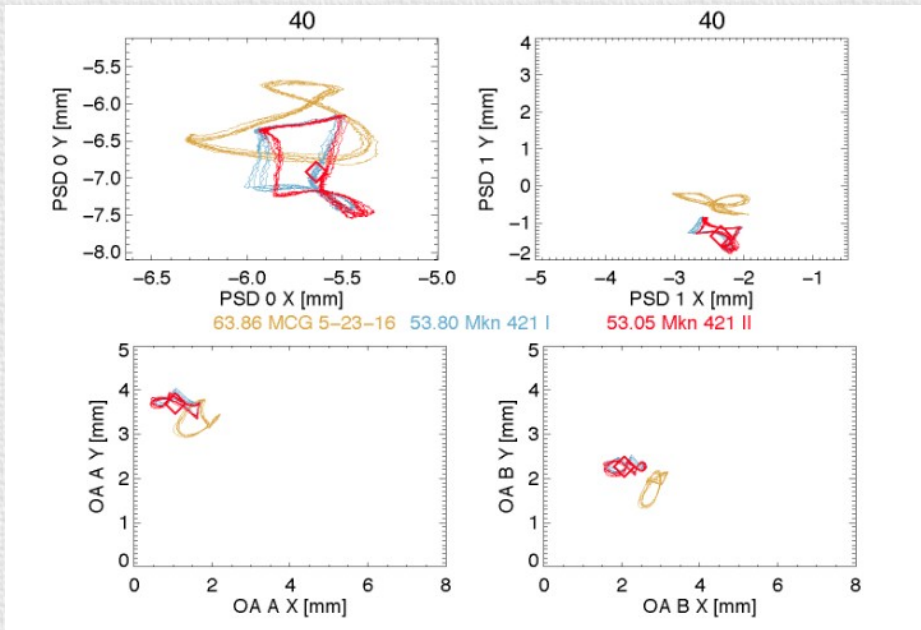 40 40
−5.5
−6.0
−6.5
−7.0
−7.5
−8.0
PSD 0 Y [mm]
−6.5 −6.0 −5.5 −5.0
PSD 0 X [mm]
4
3
2
1
0
−1
−2
PSD 1 Y [mm]
−5 −4 −3 −2 −1
PSD 1 X [mm]
63.86 MCG 5−23−16 53.80 Mkn 421 I 53.05 Mkn 421 II
5
4
3
2
1
0
OA A Y [mm]
0 2 4 6 8
OA A X [mm]
5
4
3
2
1
0
OA B Y [mm]
0 2 4 6 8
OA B X [mm]